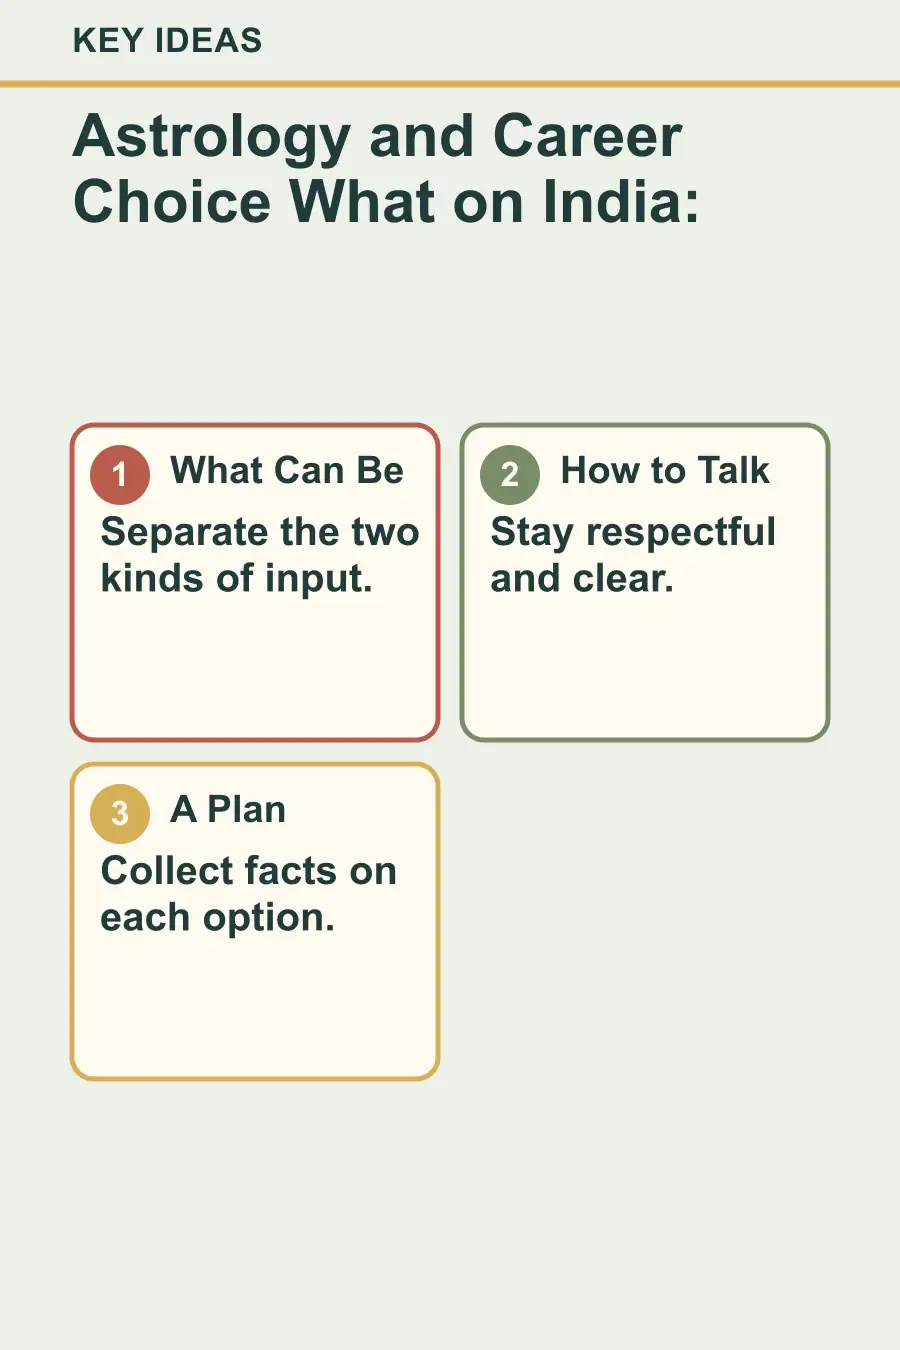 KEY IDEAS
Astrology and Career
Choice What on India:
1 What Can Be
Separate the two
kinds of input.
2 How to Talk
Stay respectful
and clear.
3 A Plan
Collect facts on
each option.